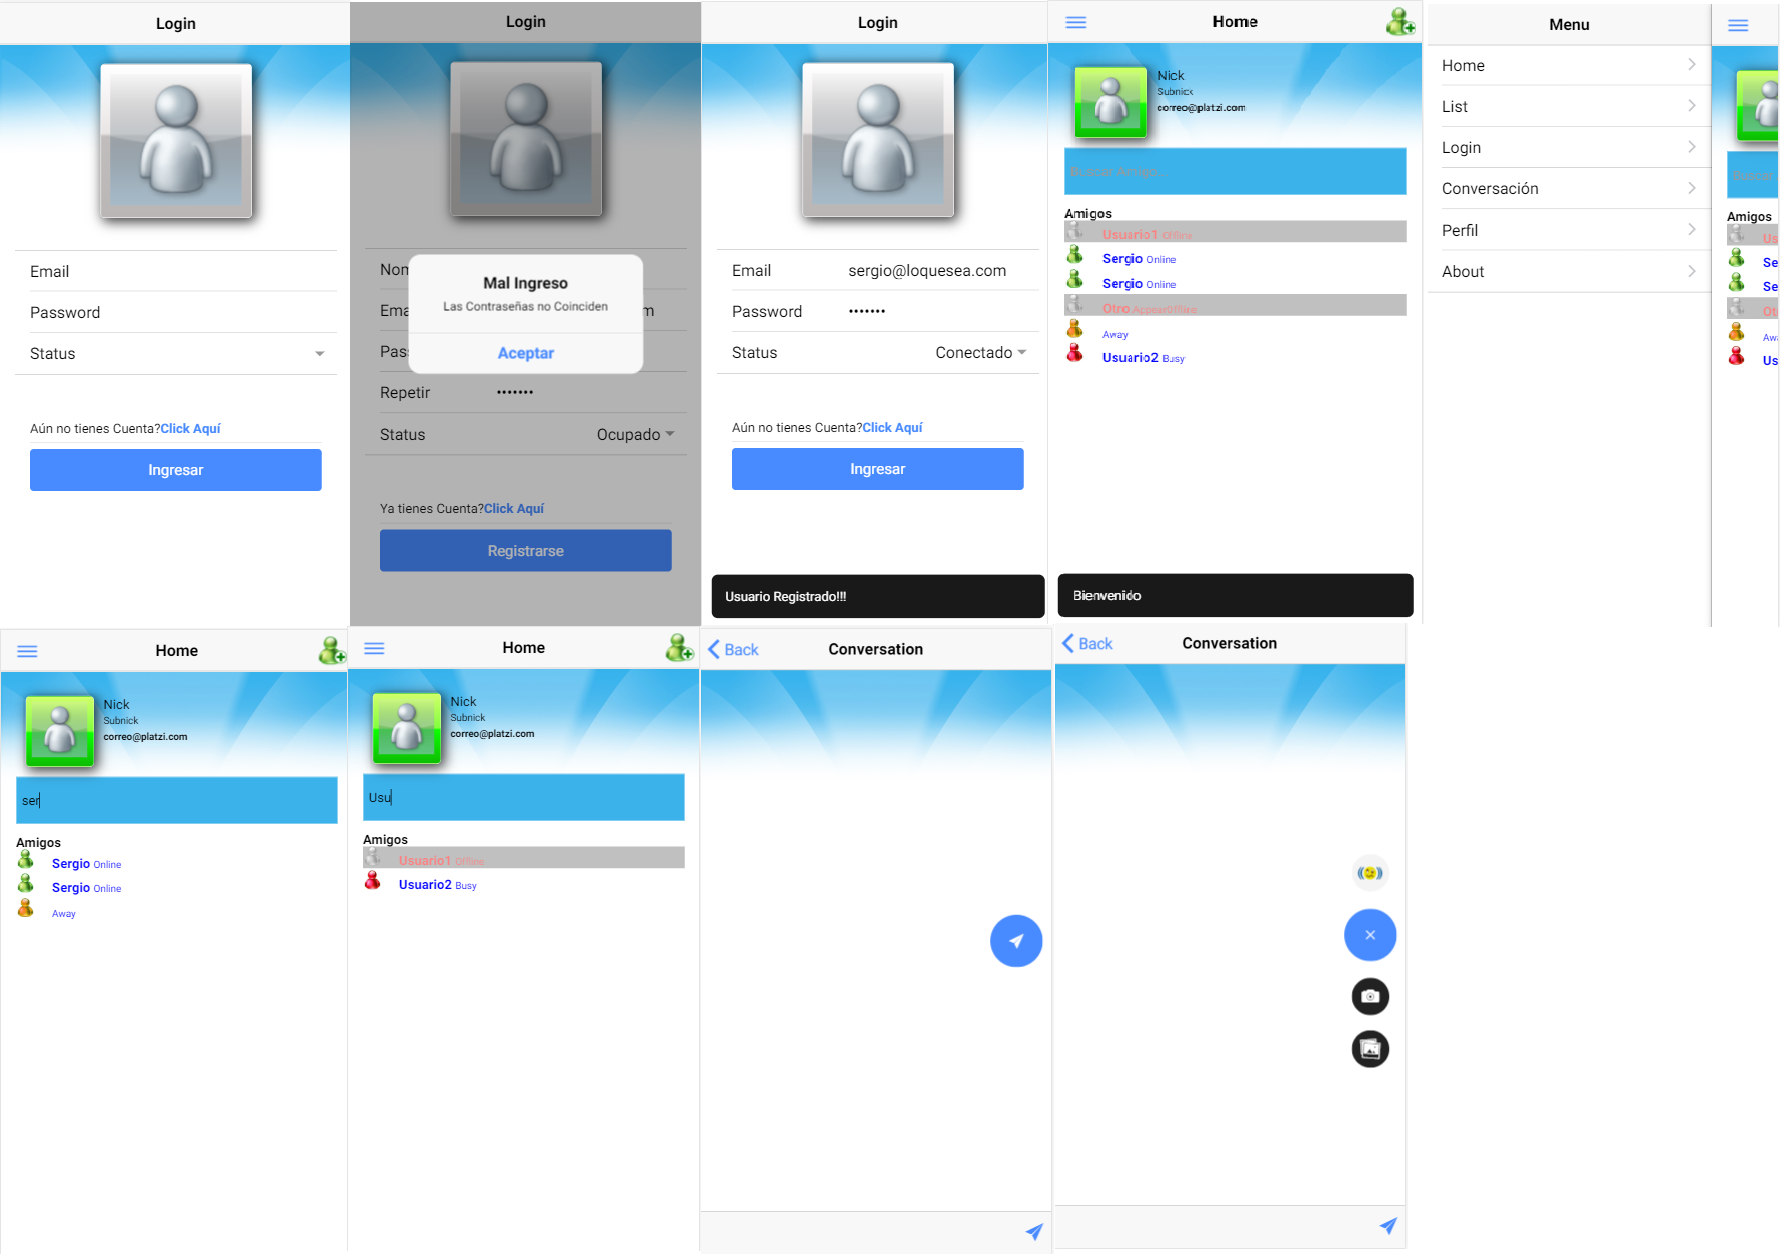 Login
Email
Password
Status
Aún no tienes Cuenta?Click Aquí
Ingresar
Login
Nom
Ema
m
Pas
Mal Ingreso
Las Contraseñas no Coinciden
Aceptar
Repetir •••••••
Status Ocupado
Ya tienes Cuenta?Click Aquí
Registrarse
Login
Email sergio@loquesea.com
Password •••••••
Status Conectado
Aún no tienes Cuenta?Click Aquí
Ingresar
Usuario Registrado!!!
Home
Nick
Subnick
correo@platzi.com
Amigos
Usuario1 Offline
Sergio Online
Sergio Online
Otro AppearOffline
Away
Usuario2 Busy
Bienvenido
Menu
Home
List
Login
Conversación
Perfil
About
Amigos
Us
Se
Se
Ot
Aw
Us
Home
Nick
Subnick
correo@platzi.com
ser
Amigos
Sergio Online
Sergio Online
Away
Home
Nick
Subnick
correo@platzi.com
Usu
Amigos
Usuario1 Offline
Usuario2 Busy
Back Conversation
Back Conversation